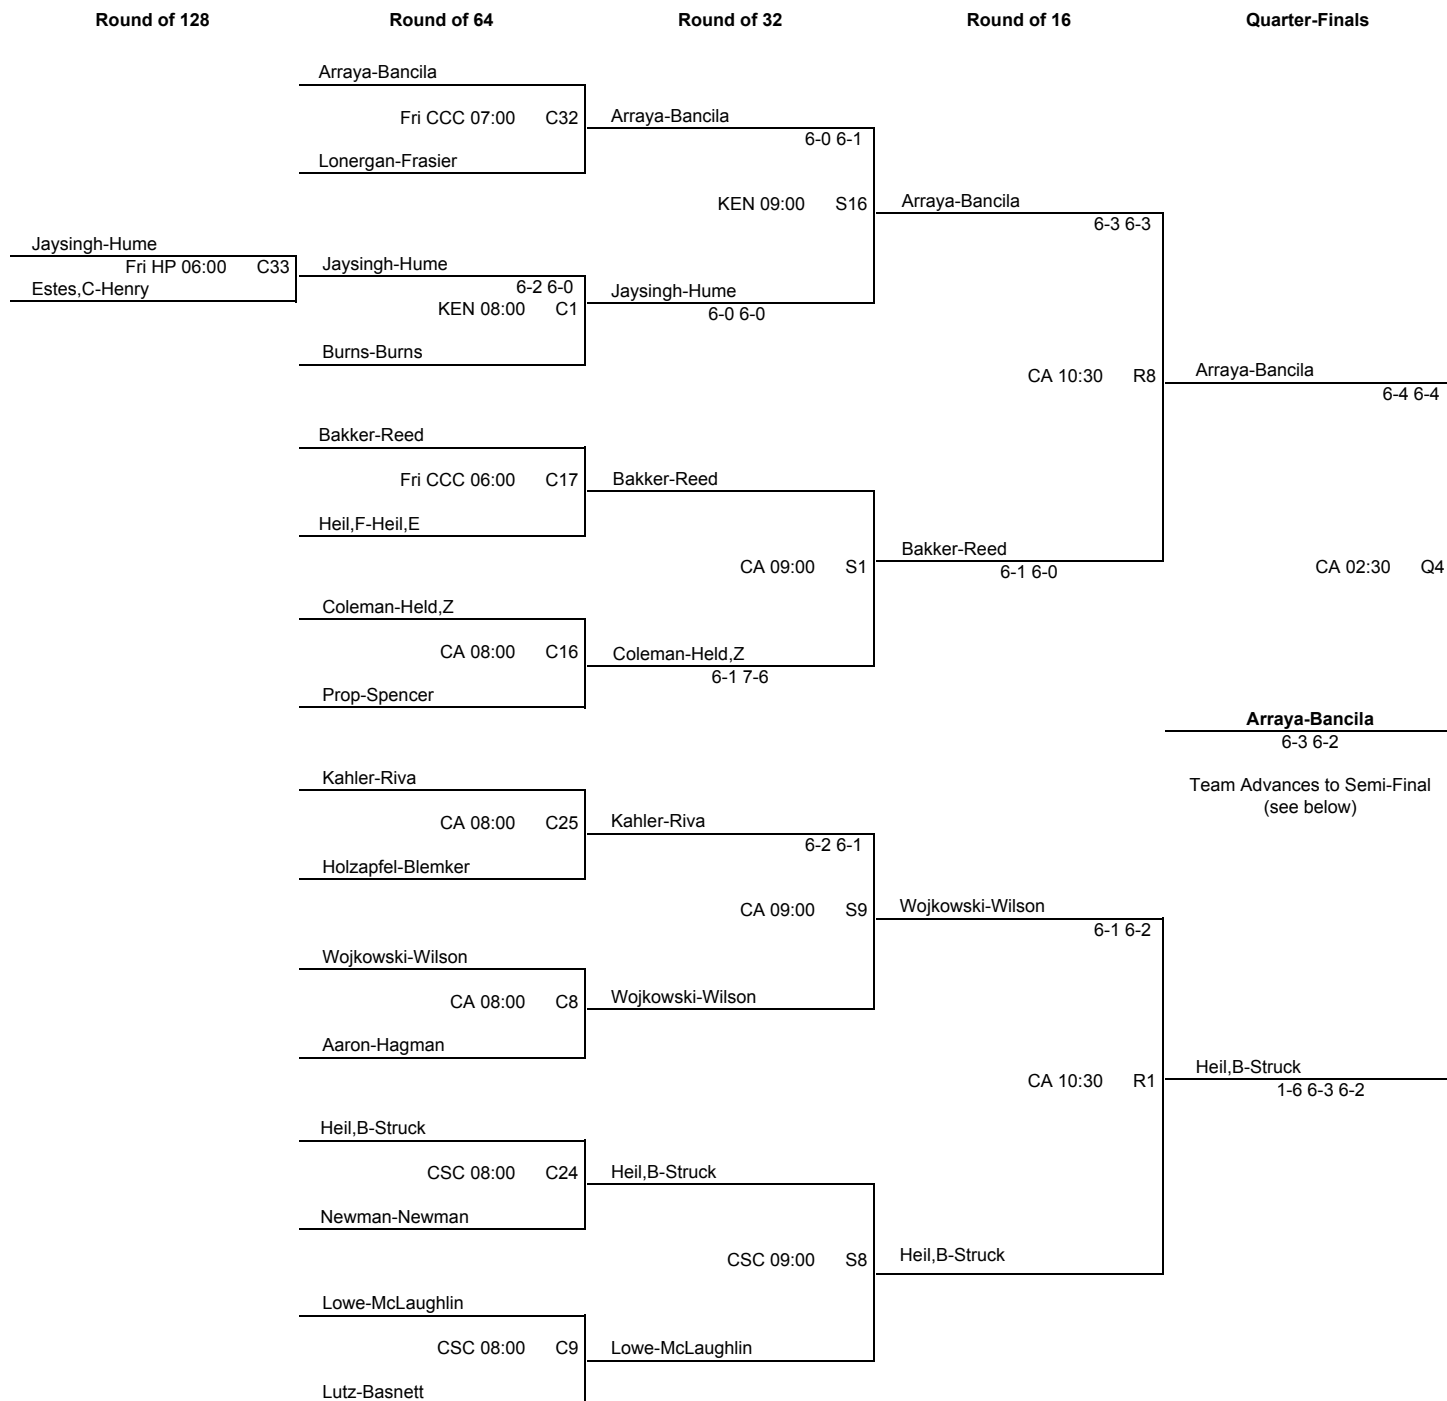 Round of 128 Round of 64 Round of 32 Round of 16 Quarter-Finals
Arraya-Bancila
Fri CCC 07:00 C32 Arraya-Bancila
6-0 6-1
Lonergan-Frasier
KEN 09:00 S16 Arraya-Bancila
6-3 6-3
Jaysingh-Hume
Fri HP 06:00 C33 Jaysingh-Hume
Estes,C-Henry 6-2 6-0 Jaysingh-Hume
KEN 08:00 C1 6-0 6-0
Burns-Burns
CA 10:30 R8 Arraya-Bancila
6-4 6-4
Bakker-Reed
Fri CCC 06:00 C17 Bakker-Reed
Heil,F-Heil,E
Bakker-Reed
CA 09:00 S1 6-1 6-0 CA 02:30 Q4
Coleman-Held,Z
CA 08:00 C16 Coleman-Held,Z
6-1 7-6
Prop-Spencer
Arraya-Bancila
6-3 6-2
Kahler-Riva Team Advances to Semi-Final
(see below)
CA 08:00 C25 Kahler-Riva
6-2 6-1
Holzapfel-Blemker
CA 09:00 S9 Wojkowski-Wilson
6-1 6-2
Wojkowski-Wilson
CA 08:00 C8 Wojkowski-Wilson
Aaron-Hagman
CA 10:30 R1 Heil,B-Struck
1-6 6-3 6-2
Heil,B-Struck
CSC 08:00 C24 Heil,B-Struck
Newman-Newman
CSC 09:00 S8 Heil,B-Struck
Lowe-McLaughlin
CSC 08:00 C9 Lowe-McLaughlin
Lutz-Basnett